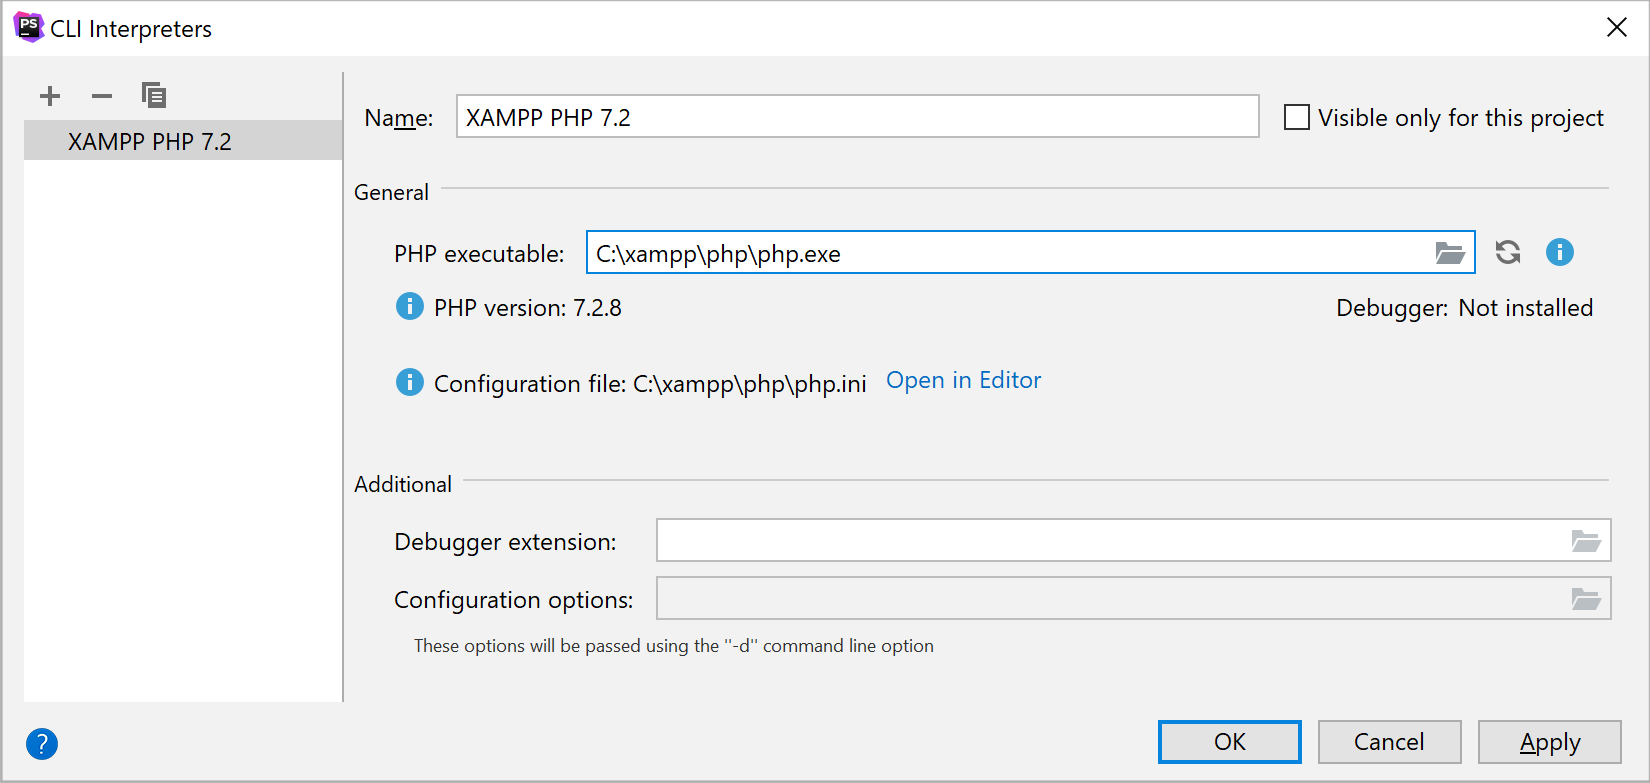 PS CLI Interpreters
XAMPP PHP 7.2
Name: XAMPP PHP 7.2 Visible only for this project
General
PHP executable: C:\xampp\php\php.exe
PHP version: 7.2.8 Debugger: Not installed
Configuration file: C:\xampp\php\php.ini Open in Editor
Additional
Debugger extension:
Configuration options:
These options will be passed using the "-d" command line option
? OK Cancel Apply